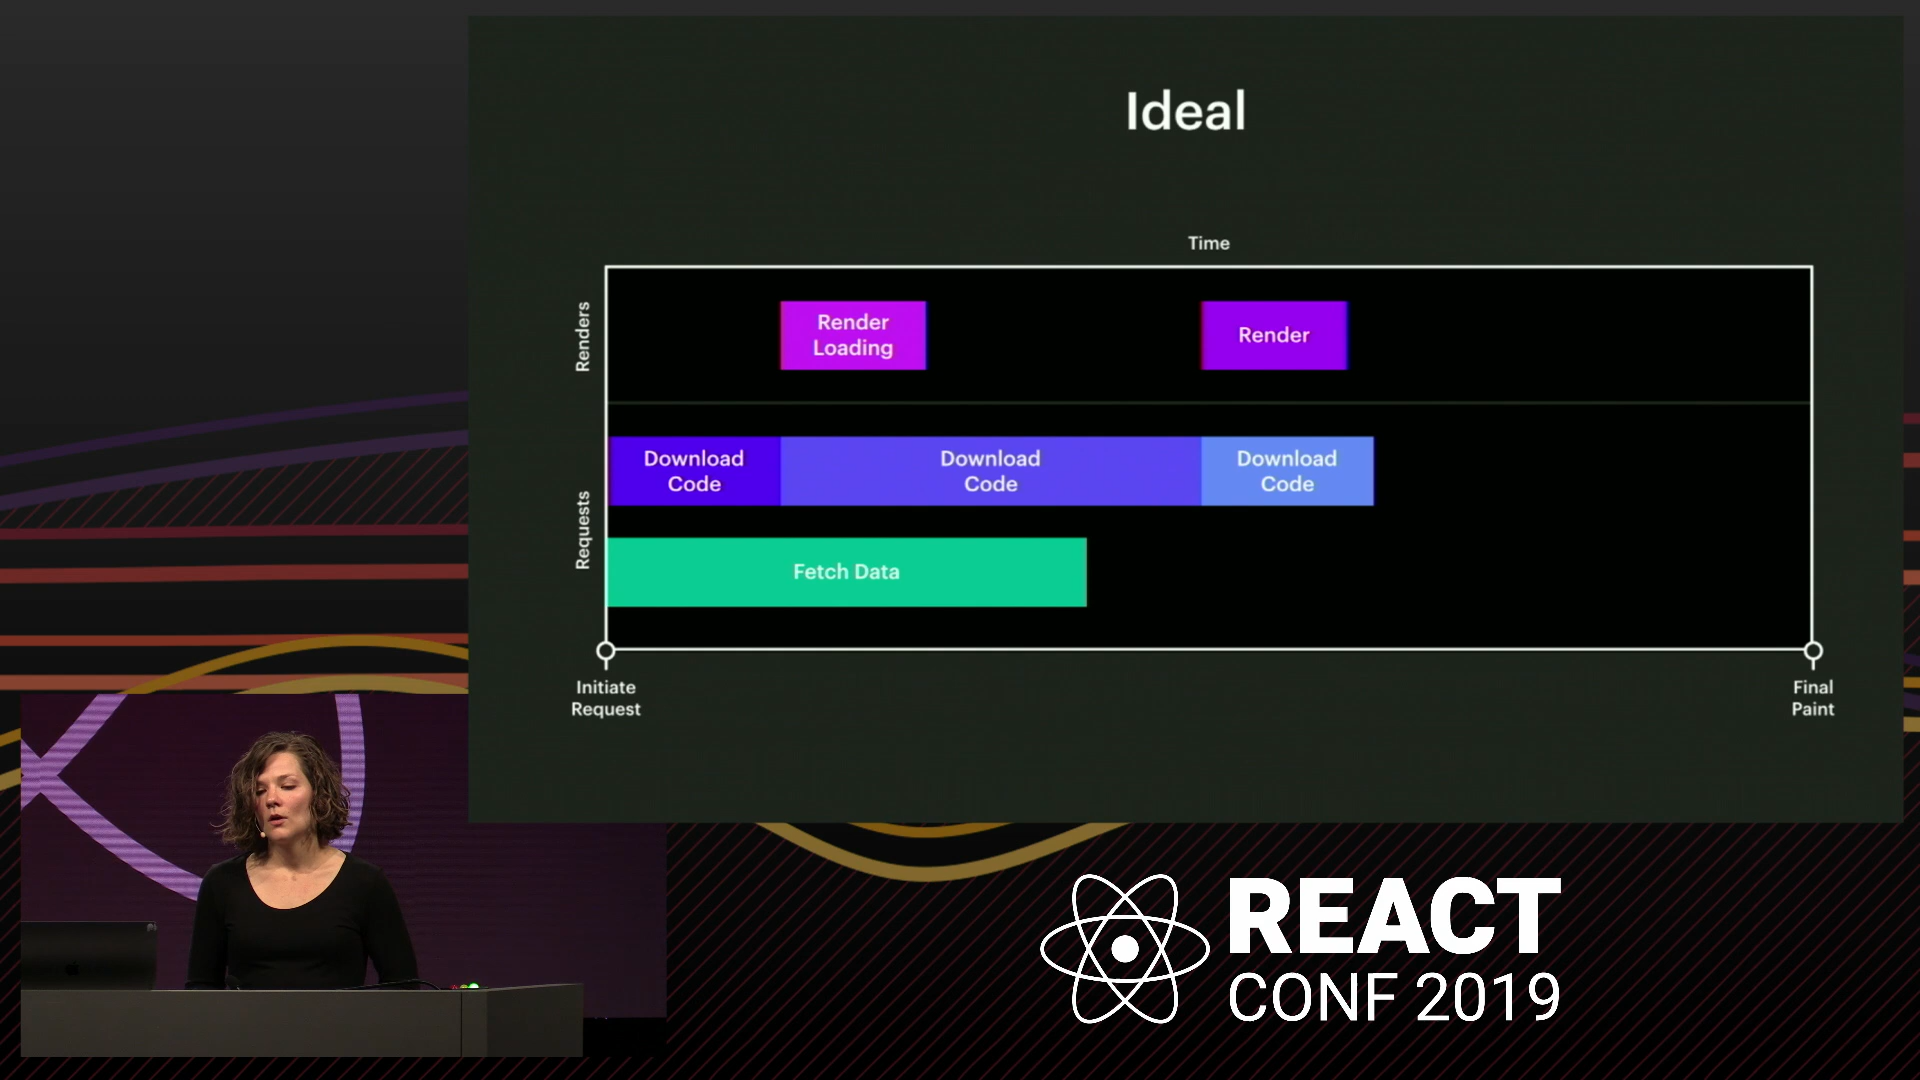 Ideal
Time
Renders
Render
Loading
Render
Requests
Download
Code
Download
Code
Download
Code
Fetch Data
Initiate
Request
Final
Paint
REACT
CONF 2019